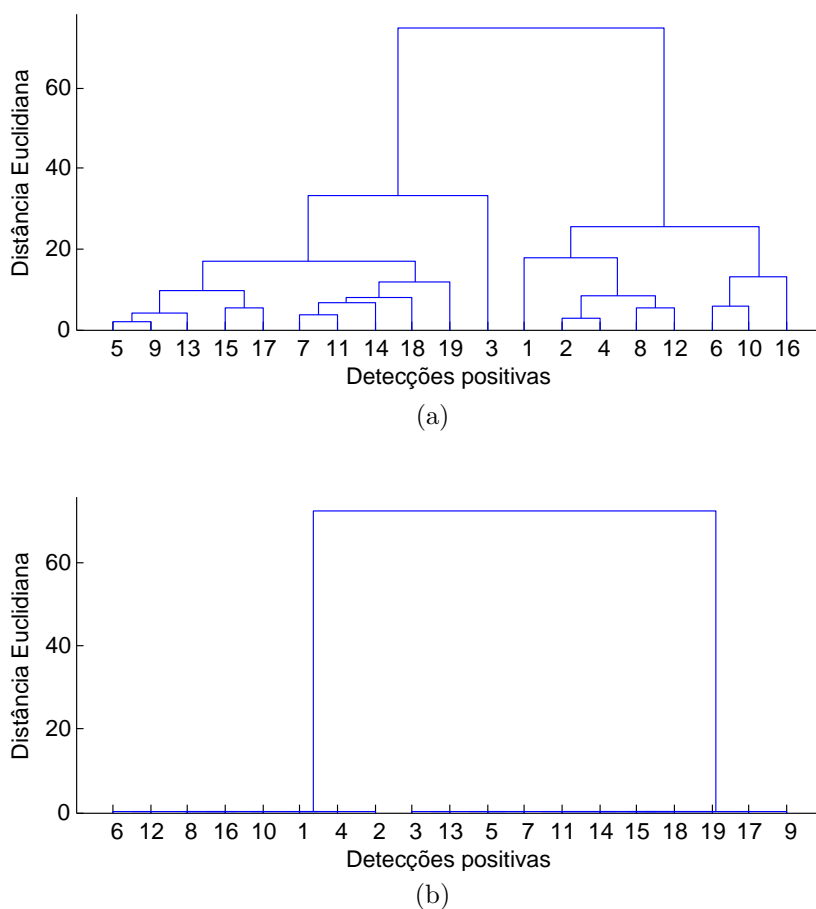 Distância Euclidiana
60
40
20
0
5 9 13 15 17 7 11 14 18 19 3 1 2 4 8 12 6 10 16
Detecções positivas
(a)
Distância Euclidiana
60
40
20
0
6 12 8 16 10 1 4 2 3 13 5 7 11 14 15 18 19 17 9
Detecções positivas
(b)